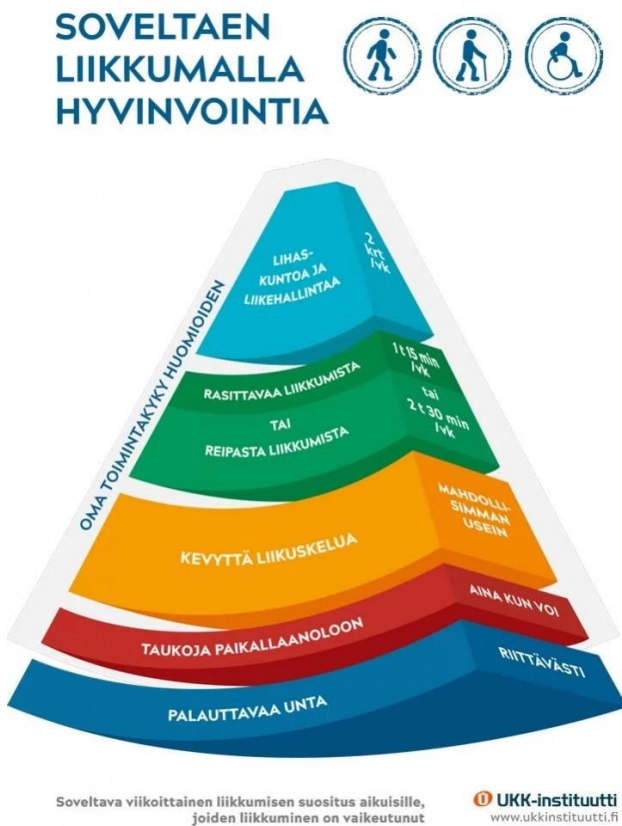 SOVELTAEN
LIIKKUMALLA
HYVINVOINTIA
OMA TOIMINTAKYKY HUOMIOIDEN
LIHAS-
KUNTOA JA
LIIKEHALLINTAA
2
krt
/vk
RASITTAVAA LIIKKUMISTA
1 t 15 min
/vk
TAI
tai
REIPASTA LIIKKUMISTA
2 t 30 min
/vk
KEVYTTÄ LIIKUSKELUA
MAHDOLLI-
SIMMAN
USEIN
TAUKOJA PAIKALLAANOLOON
AINA KUN VOI
PALAUTTAVAA UNTA
RIITTÄVÄSTI
Soveltava viikoittainen liikkumisen suositus aikuisille,
joiden liikkuminen on vaikeutunut
UKK-instituutti
www.ukkinstituutti.fi